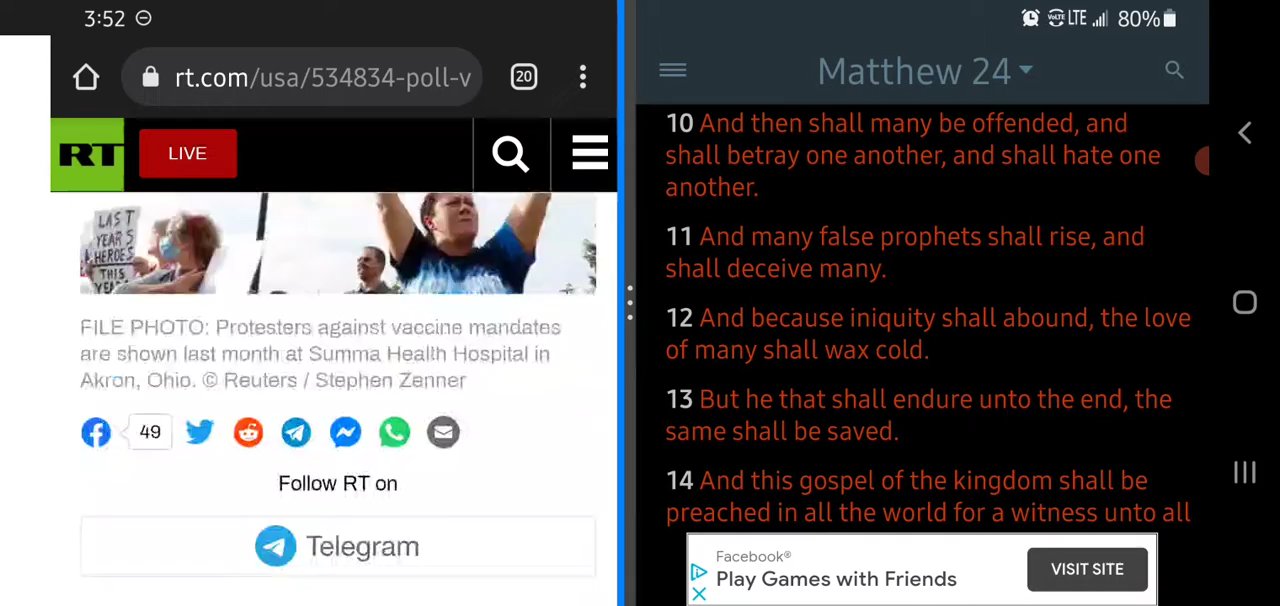 3:52
LTE 80%
rt.com/usa/534834-poll-v
20
RT
LIVE
LAST
YEAR'S
HEROES
THIS
YEAR
FILE PHOTO: Protesters against vaccine mandates
are shown last month at Summa Health Hospital in
Akron, Ohio. © Reuters / Stephen Zenner
49
Follow RT on
Telegram
Matthew 24
10 And then shall many be offended, and
shall betray one another, and shall hate one
another.
11 And many false prophets shall rise, and
shall deceive many.
12 And because iniquity shall abound, the love
of many shall wax cold.
13 But he that shall endure unto the end, the
same shall be saved.
14 And this gospel of the kingdom shall be
preached in all the world for a witness unto all
Facebook®
Play Games with Friends
VISIT SITE